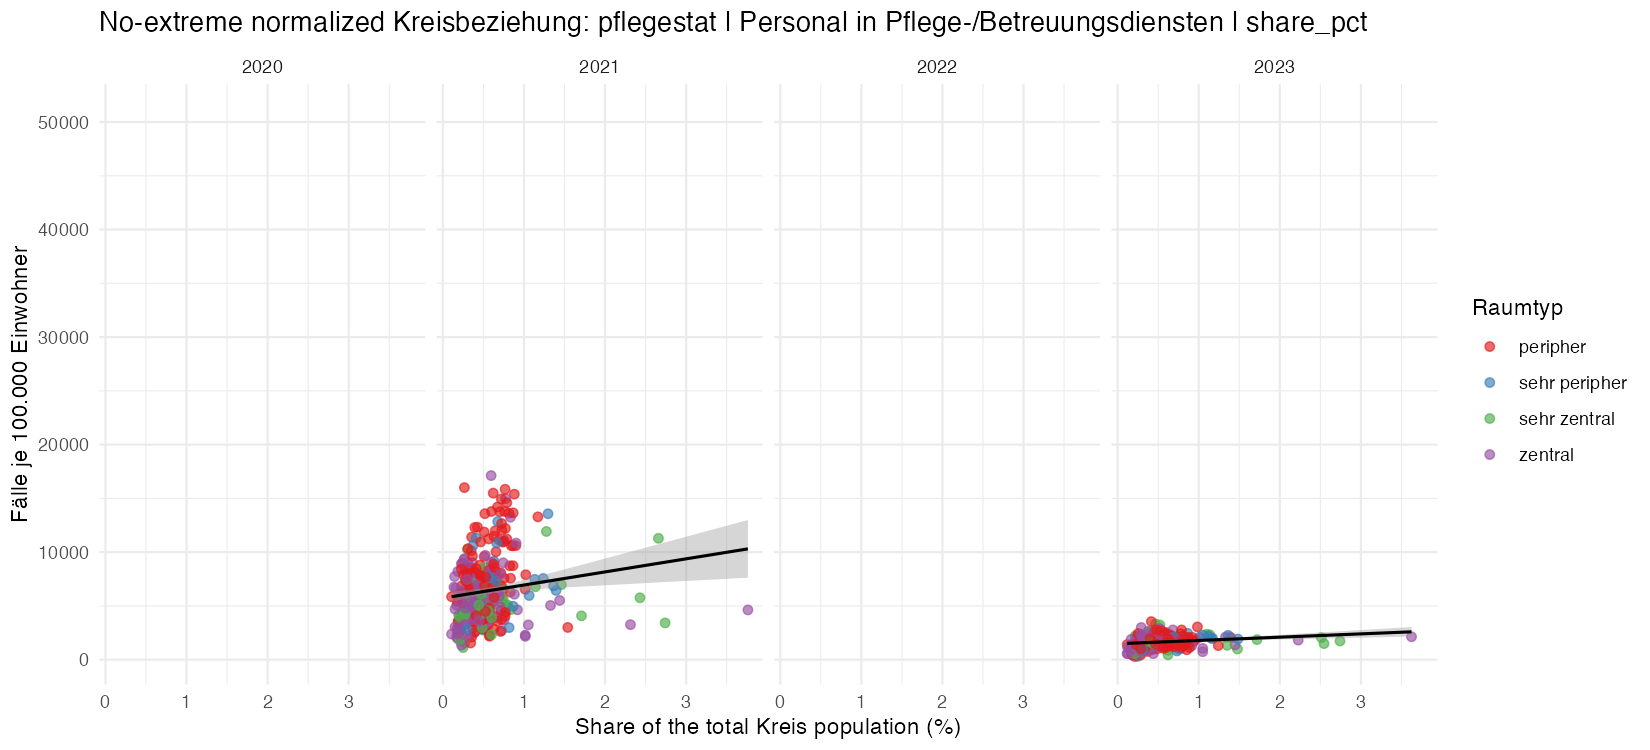 No-extreme normalized Kreisbeziehung: pflegestat | Personal in Pflege-/Betreuungsdiensten | share_pct
2020 2021 2022 2023
50000
40000
30000
20000
10000
0
Fälle je 100.000 Einwohner
0 1 2 3 0 1 2 3 0 1 2 3 0 1 2 3
Share of the total Kreis population (%)
Raumtyp
peripher
sehr peripher
sehr zentral
zentral